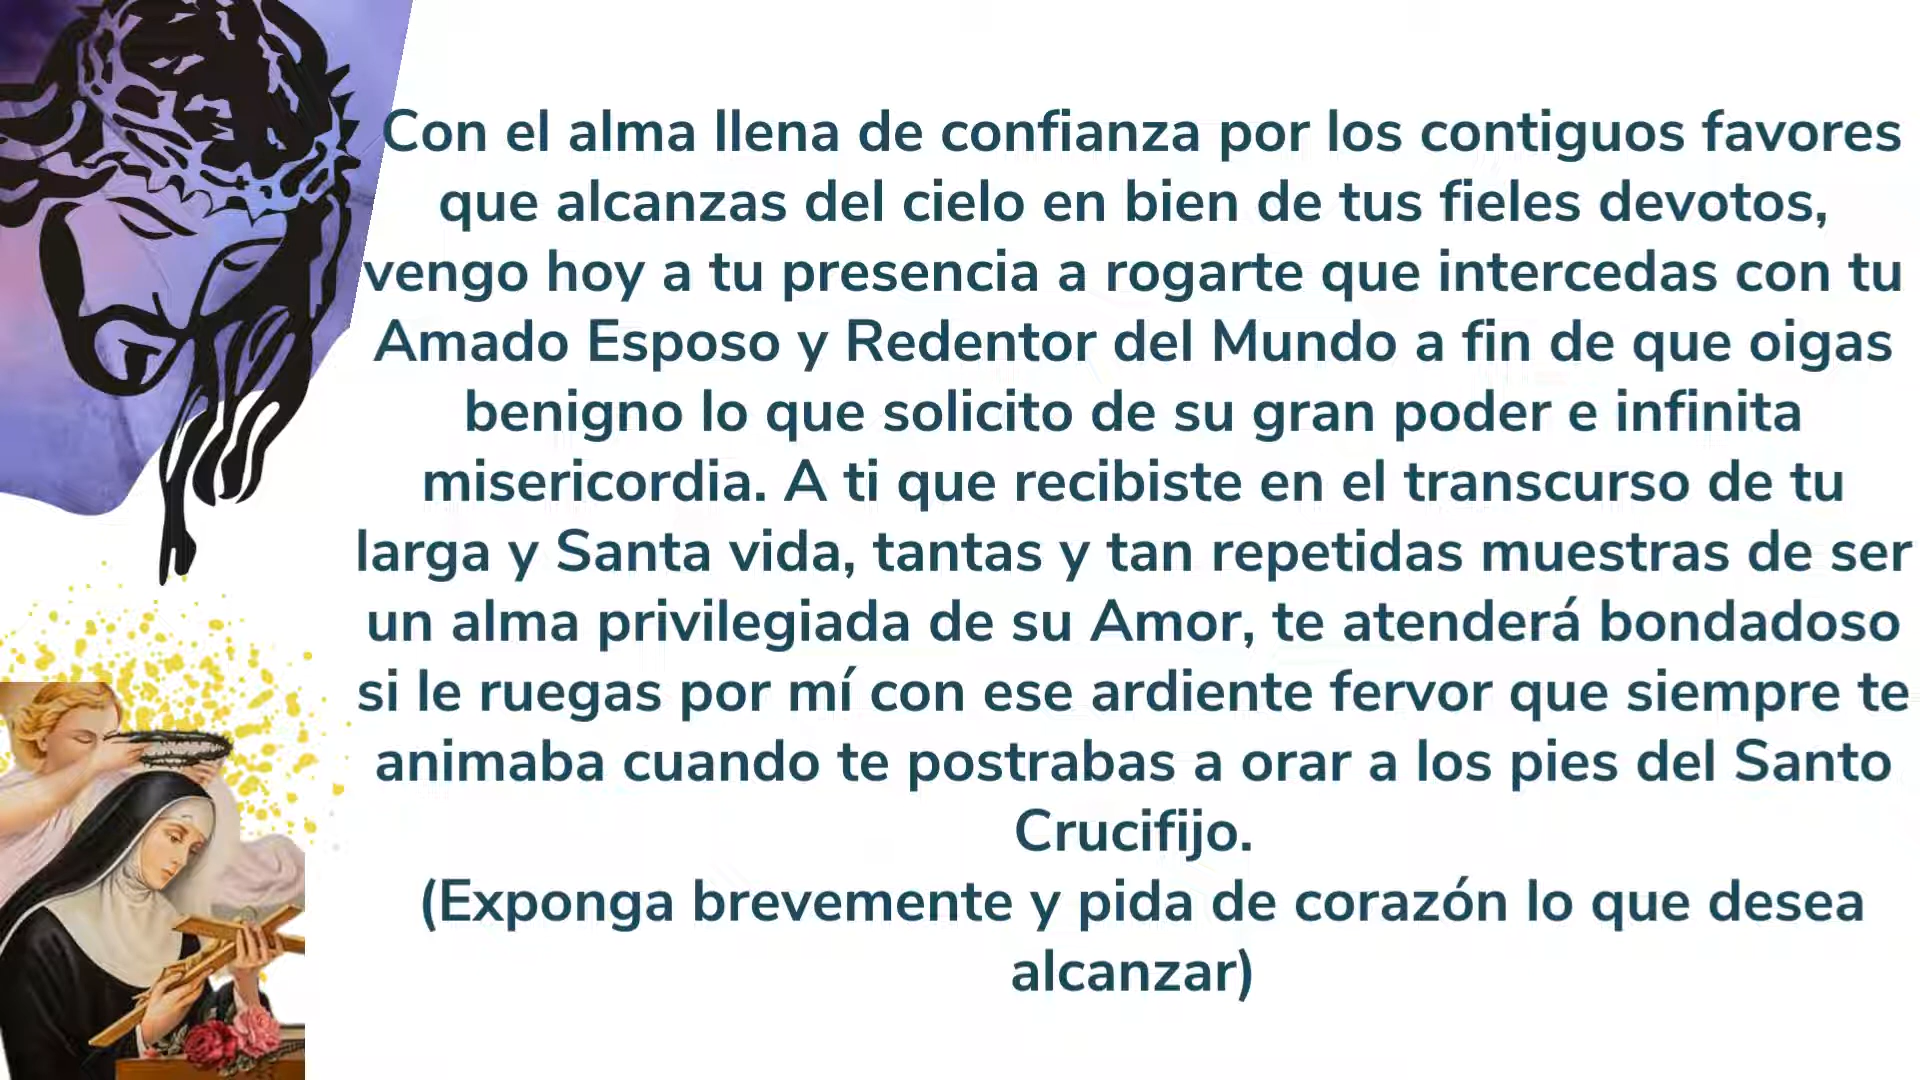 Con el alma llena de confianza por los contiguos favores
que alcanzas del cielo en bien de tus fieles devotos,
vengo hoy a tu presencia a rogarte que intercedas con tu
Amado Esposo y Redentor del Mundo a fin de que oigas
benigno lo que solicito de su gran poder e infinita
misericordia. A ti que recibiste en el transcurso de tu
larga y Santa vida, tantas y tan repetidas muestras de ser
un alma privilegiada de su Amor, te atenderá bondadoso
si le ruegas por mí con ese ardiente fervor que siempre te
animaba cuando te postrabas a orar a los pies del Santo
Crucifijo.
(Exponga brevemente y pida de corazón lo que desea
alcanzar)